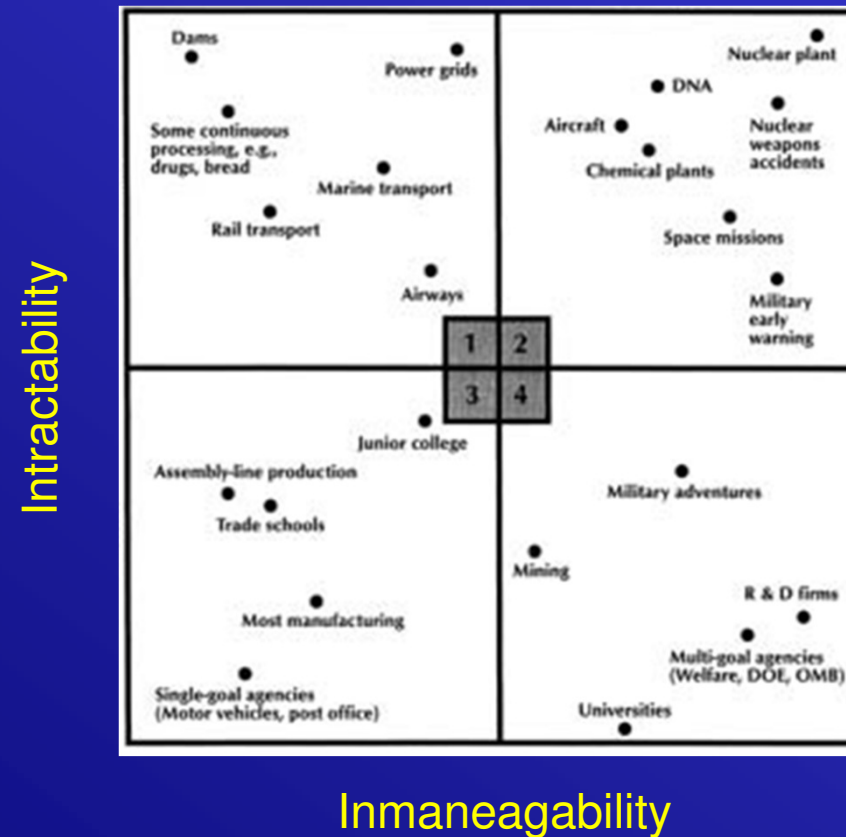 Dams
Power grids
Nuclear plant
DNA
Aircraft
Nuclear
weapons
accidents
Some continuous
processing, e.g.,
drugs, bread
Chemical plants
Marine transport
Rail transport
Space missions
Airways
Military
early
warning
1 2
3 4
Intractability
Junior college
Assembly-line production
Trade schools
Military adventures
Mining
Most manufacturing
R & D firms
Multi-goal agencies
(Welfare, DOE, OMB)
Single-goal agencies
(Motor vehicles, post office)
Universities
Inmaneagability